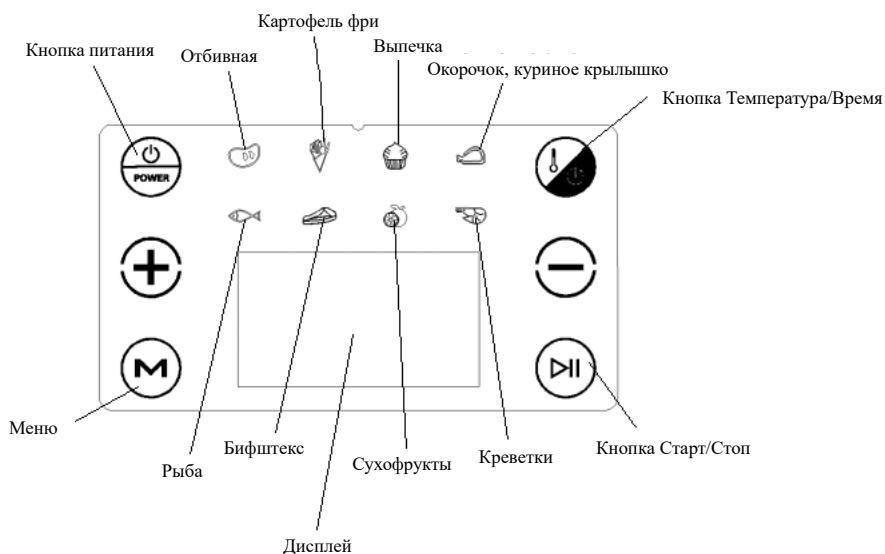 Картофель фри
Кнопка питания
Отбивная
Выпечка
Окорочок, куриное крылышко
Кнопка Температура/Время
POWER
M
Меню
Рыба
Бифштекс
Сухофрукты
Креветки
Кнопка Старт/Стоп
Дисплей